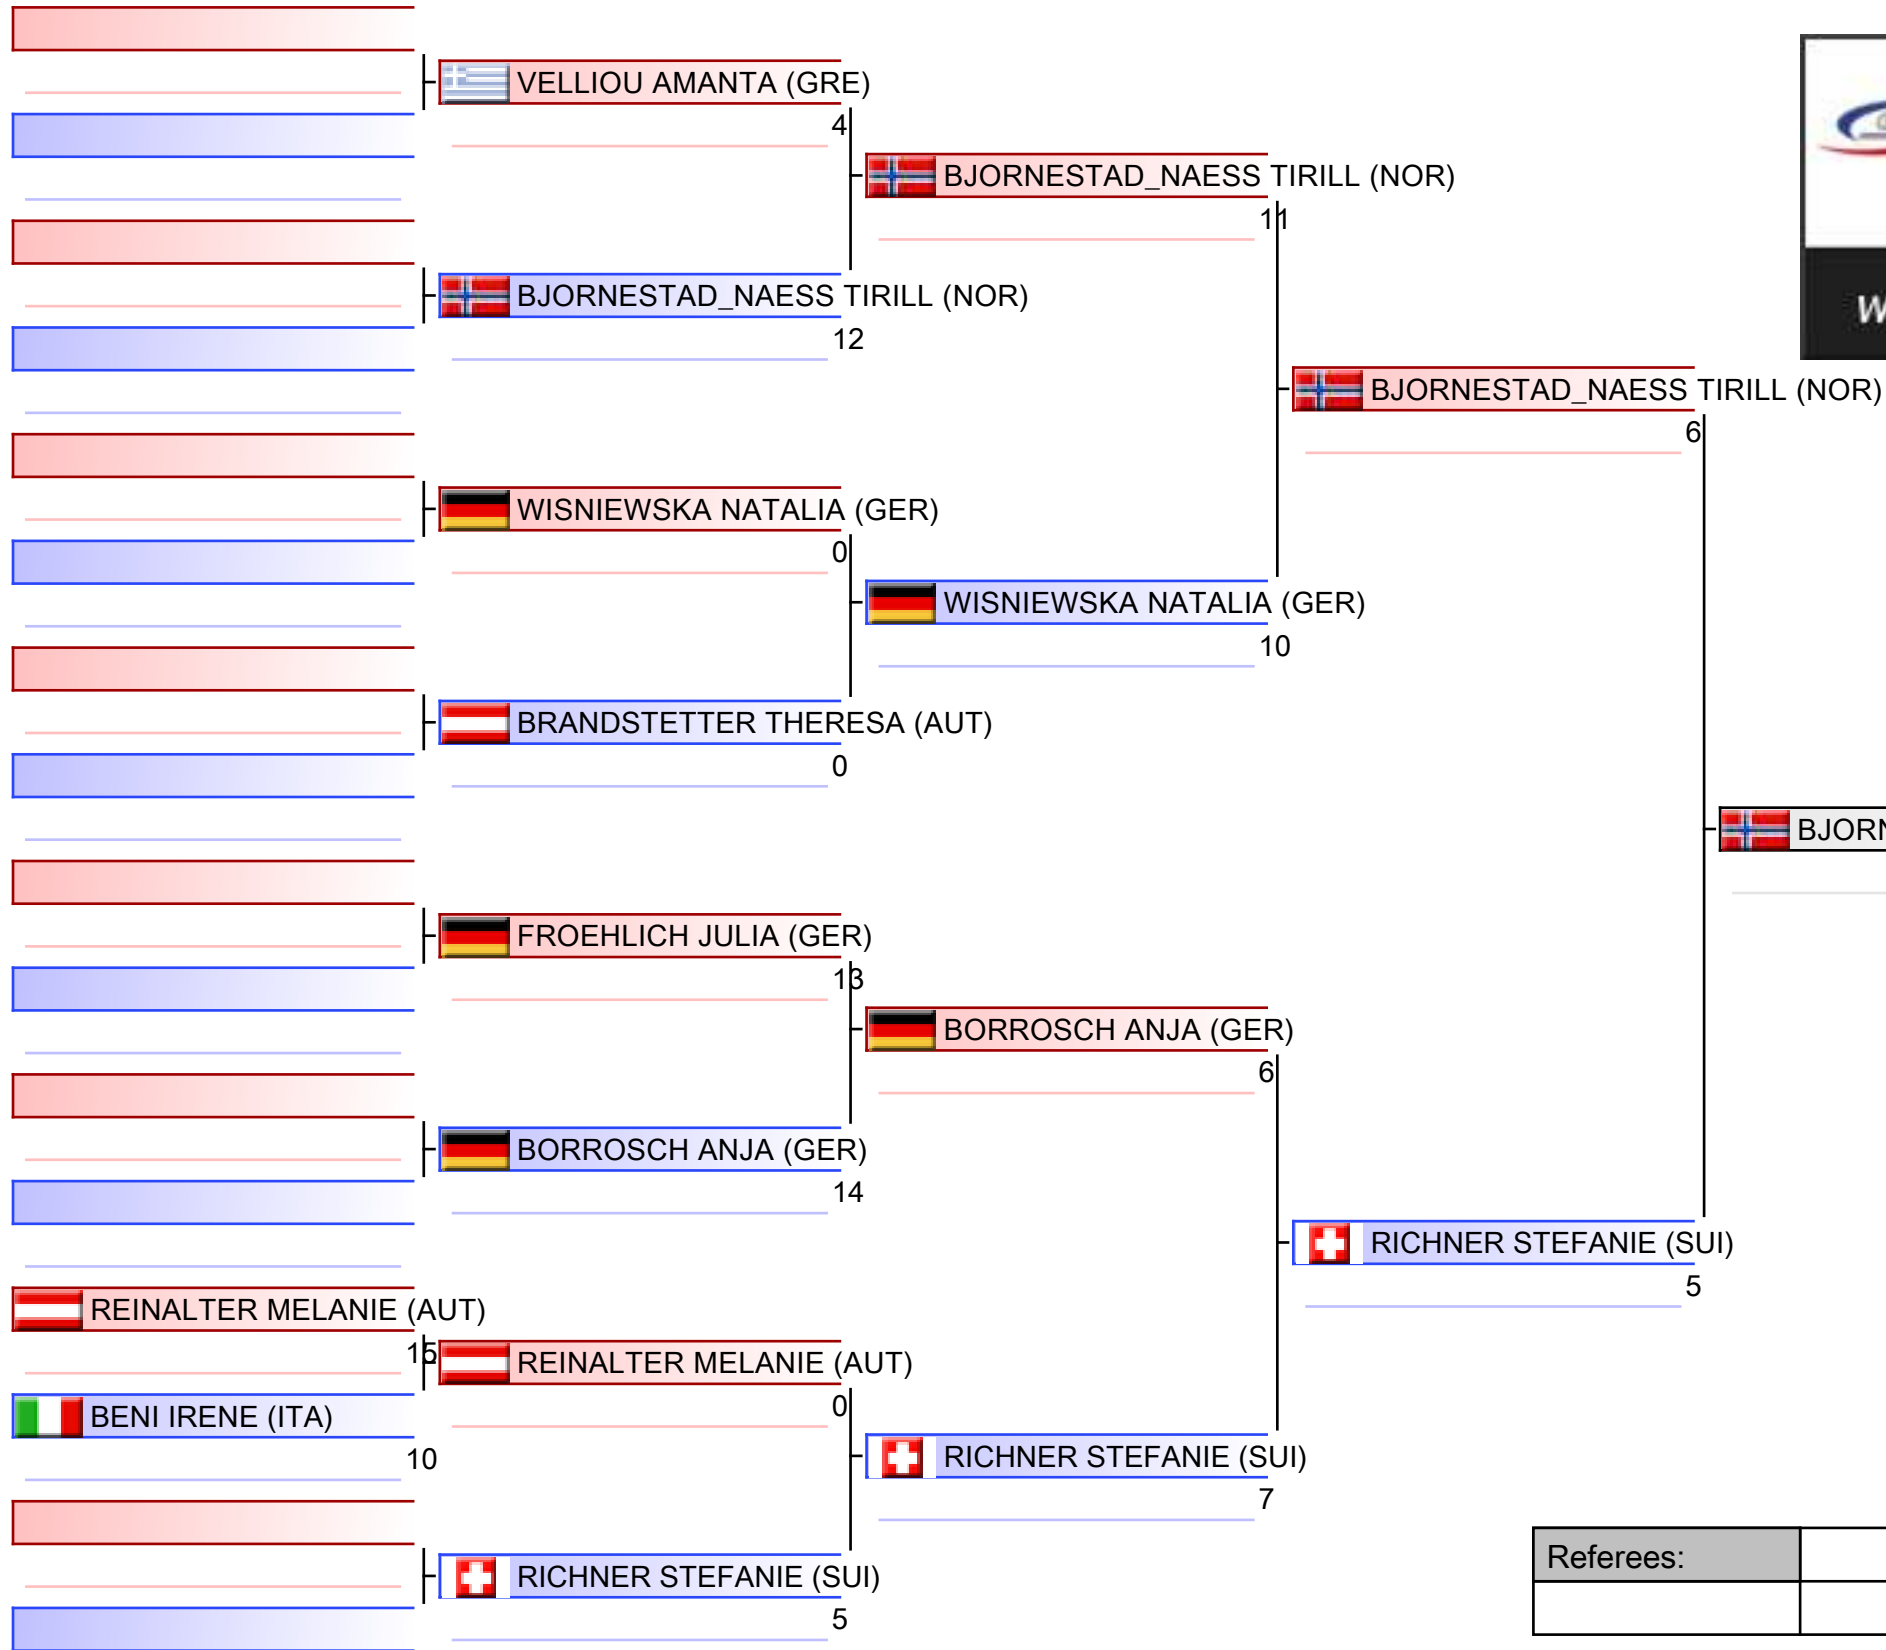 VELLIOU AMANTA (GRE)
4
BJORNESTAD_NAESS TIRILL (NOR)
11
BJORNESTAD_NAESS TIRILL (NOR)
12
BJORNESTAD_NAESS TIRILL (NOR)
6
WISNIEWSKA NATALIA (GER)
0
WISNIEWSKA NATALIA (GER)
10
BRANDSTETTER THERESA (AUT)
0
BJORN
FROEHLICH JULIA (GER)
13
BORROSCH ANJA (GER)
6
BORROSCH ANJA (GER)
14
RICHNER STEFANIE (SUI)
5
REINALTER MELANIE (AUT)
15
REINALTER MELANIE (AUT)
0
BENI IRENE (ITA)
10
RICHNER STEFANIE (SUI)
7
RICHNER STEFANIE (SUI)
5
Referees: